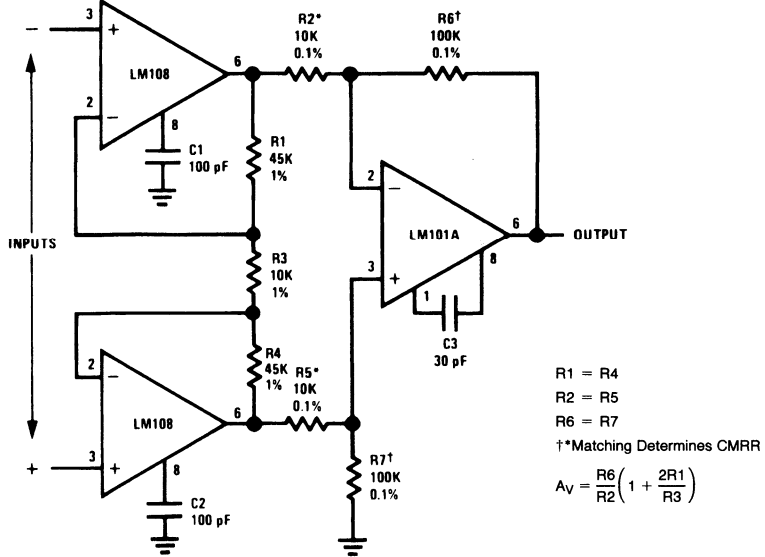 R2*
10K
0.1%
R6†
100K
0.1%
3
−
+
LM108
6
2
−
8
C1
100 pF
R1
45K
1%
2
−
LM101A
6
OUTPUT
INPUTS
R3
10K
1%
3
+
8
1
C3
30 pF
2
−
R4
45K
1%
R5*
10K
0.1%
LM108
6
3
+
+
8
C2
100 pF
R7†
100K
0.1%
R1 = R4
R2 = R5
R6 = R7
†*Matching Determines CMRR
AV = R6/R2 (1 + 2R1/R3)